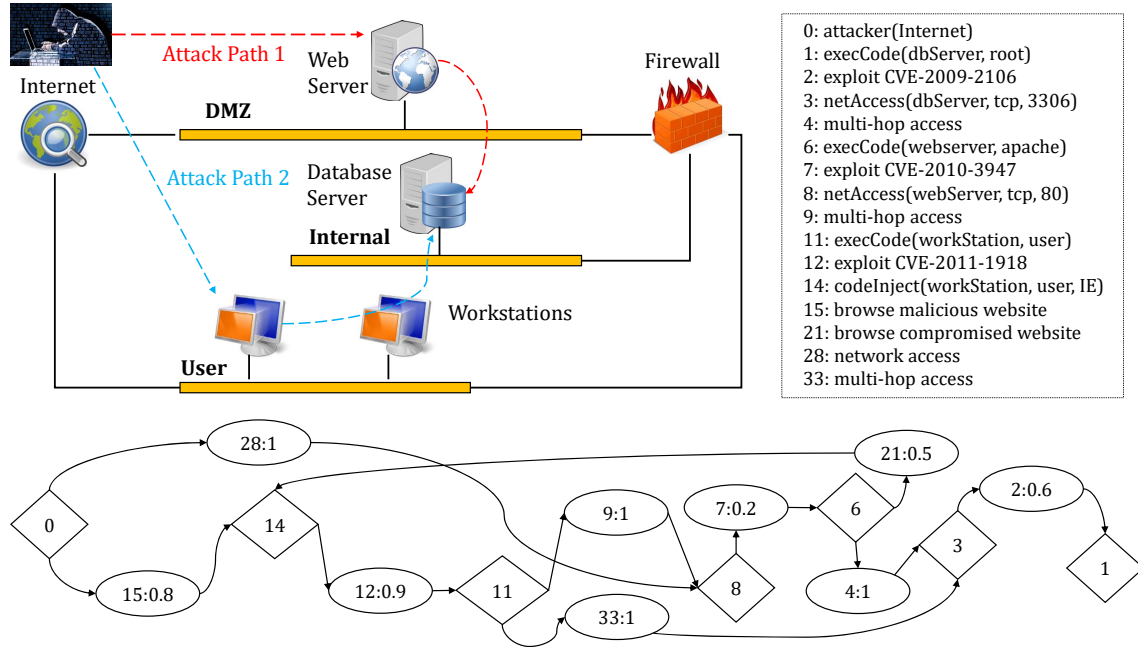 Attack Path 1
Web
Server
Firewall
Internet
DMZ
Attack Path 2
Database
Server
Internal
Workstations
User
0: attacker(Internet)
1: execCode(dbServer, root)
2: exploit CVE-2009-2106
3: netAccess(dbServer, tcp, 3306)
4: multi-hop access
6: execCode(webserver, apache)
7: exploit CVE-2010-3947
8: netAccess(webServer, tcp, 80)
9: multi-hop access
11: execCode(workStation, user)
12: exploit CVE-2011-1918
14: codeInject(workStation, user, IE)
15: browse malicious website
21: browse compromised website
28: network access
33: multi-hop access
28:1
21:0.5
2:0.6
0
14
9:1
7:0.2
6
3
15:0.8
12:0.9
11
8
4:1
1
33:1